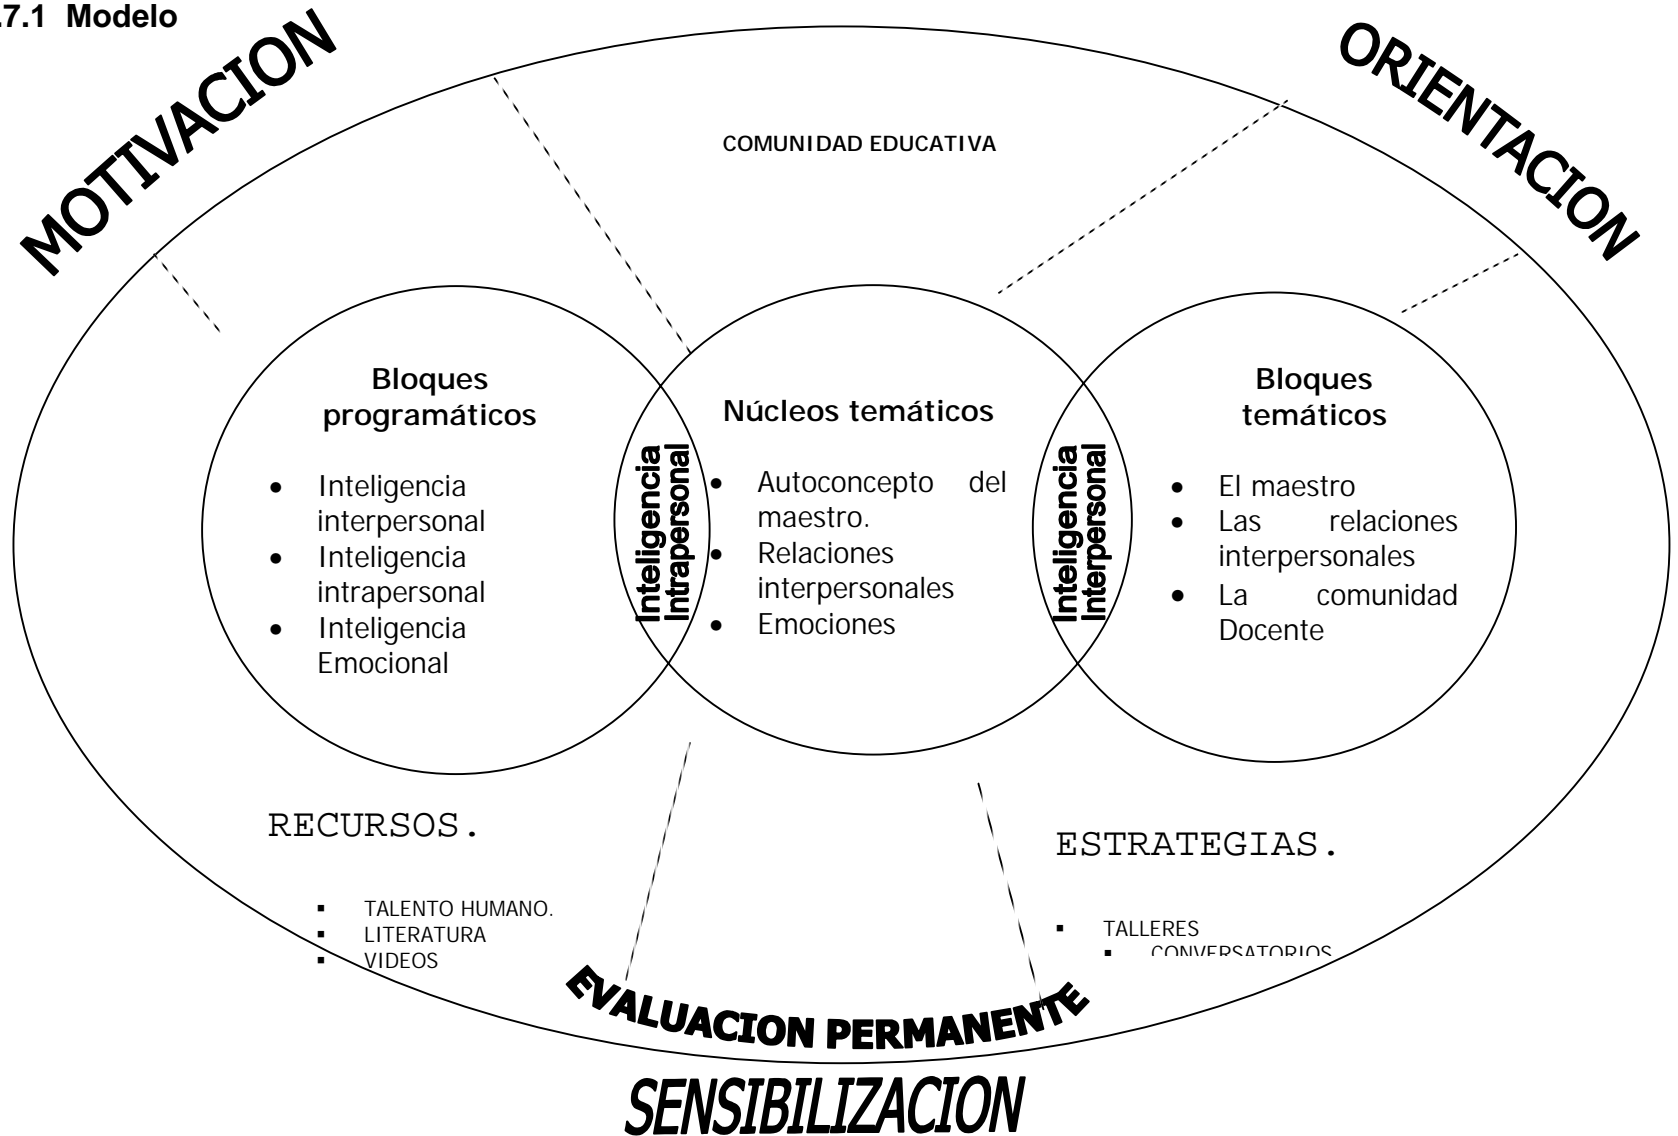 .7.1 Modelo
MOTIVACION
ORIENTACION
COMUNIDAD EDUCATIVA
Bloques
programáticos
• Inteligencia
interpersonal
• Inteligencia
intrapersonal
• Inteligencia
Emocional
Inteligencia
Intrapersonal
Núcleos temáticos
• Autoconcepto del
maestro.
• Relaciones
interpersonales
• Emociones
Inteligencia
Interpersonal
Bloques
temáticos
• El maestro
• Las relaciones
interpersonales
• La comunidad
Docente
RECURSOS.
▪ TALENTO HUMANO.
▪ LITERATURA
▪ VIDEOS
ESTRATEGIAS.
▪ TALLERES
▪ CONVERSATORIOS
EVALUACION PERMANENTE
SENSIBILIZACION